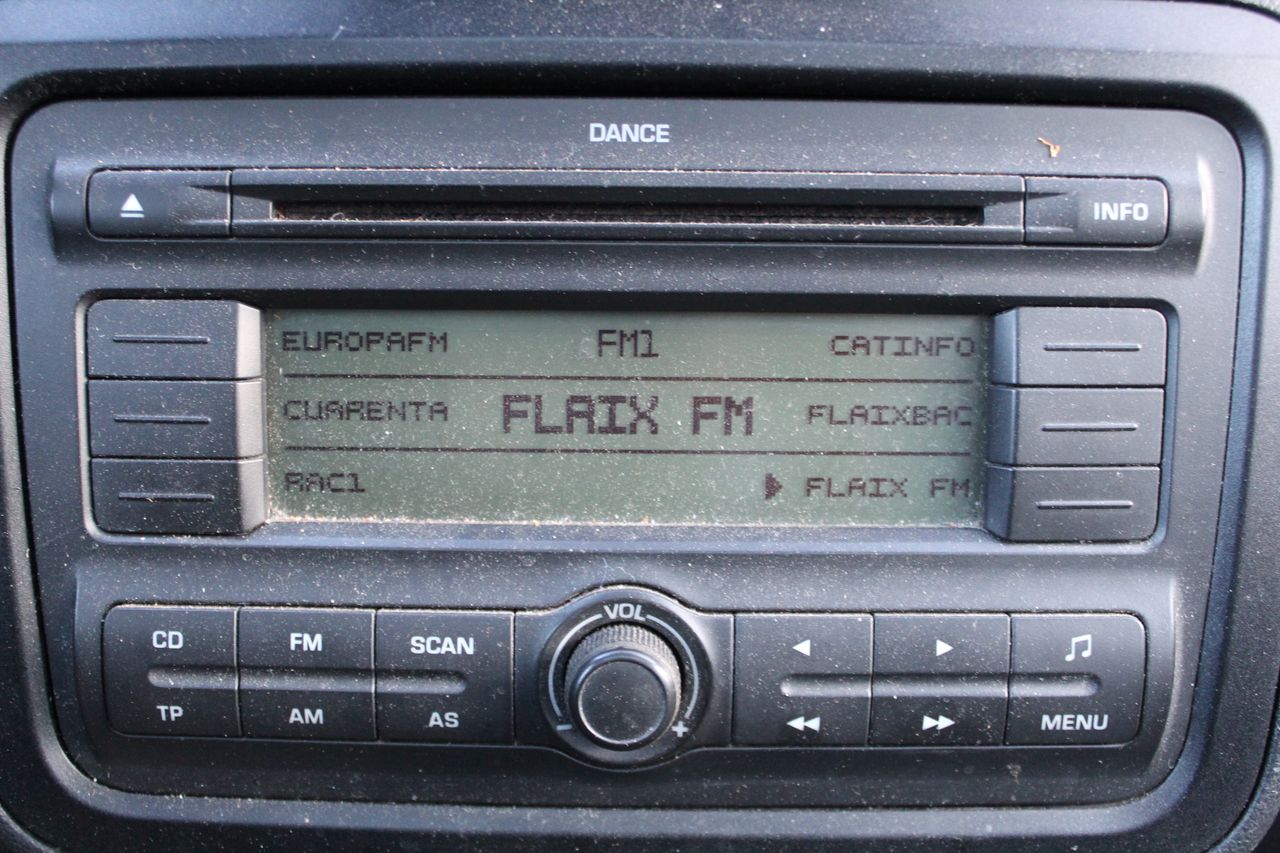 DANCE
INFO
EUROPAFM FM1 CATINFO
CUARENTA FLAIX FM FLAIXBAC
RAC1 FLAIX FM
VOL
CD FM SCAN
TP AM AS MENU